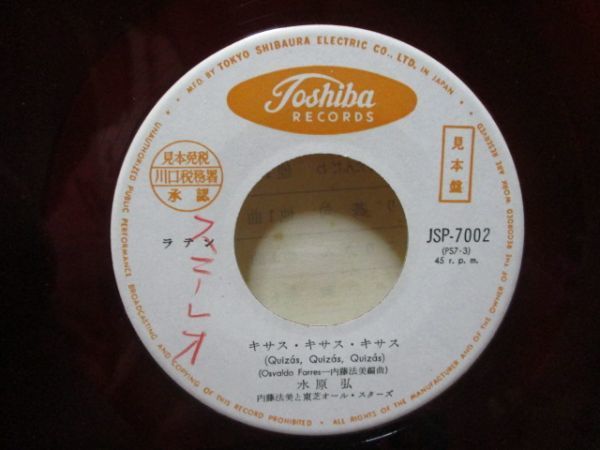 MFD. BY TOKYO SHIBAURA ELECTRIC CO., LTD. IN JAPAN
Toshiba
RECORDS
見本発税
川口税務署
承認
見本盤
ラテン
ステレオ
JSP-7002
(PS7-3)
45 r. p. m.
キサス・キサス・キサス
(Quizás, Quizás, Quizás)
(Osvaldo Farres—内藤法美編曲)
水原弘
内藤法美と東芝オール・スターズ
UNAUTHORIZED PUBLIC PERFORMANCE BROADCASTING AND COPYING OF THIS RECORD PROHIBITED ALL RIGHTS OF THE MANUFACTURER AND OF THE OWNER OF THE RECORDED WORK ARE RESERVED